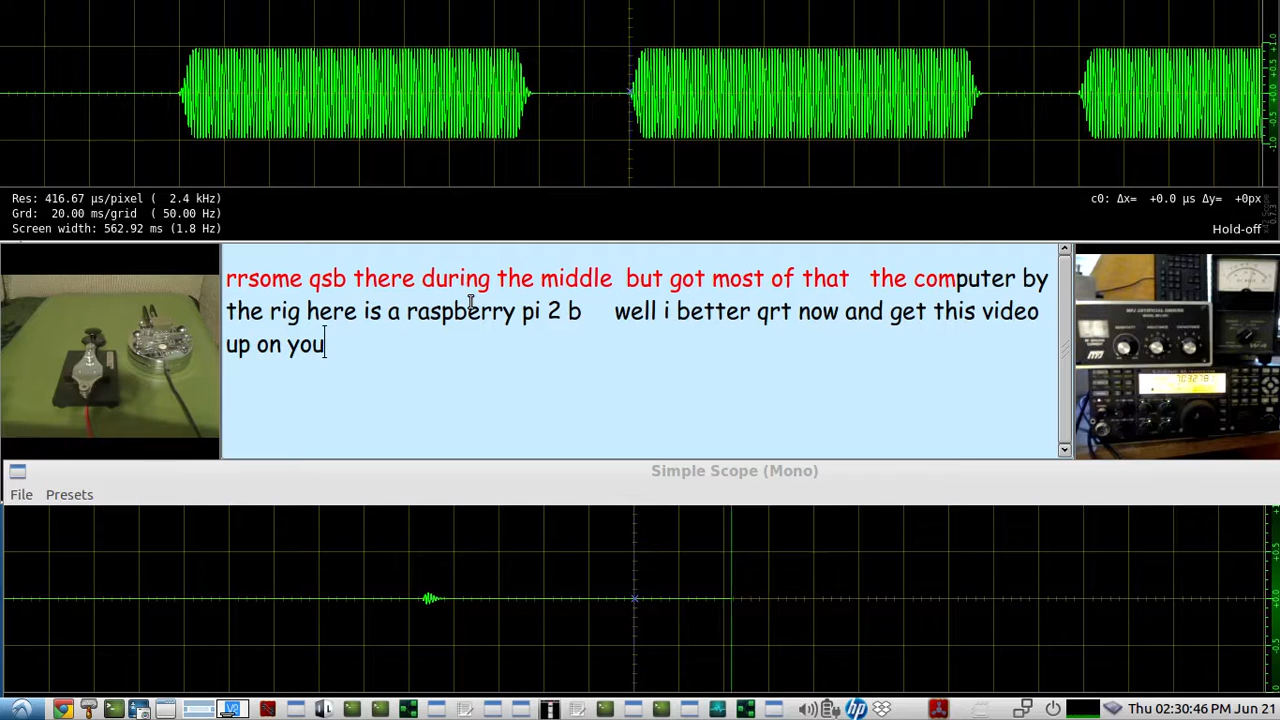 Res: 416.67 µs/pixel ( 2.4 kHz)
Grd: 20.00 ms/grid ( 50.00 Hz)
Screen width: 562.92 ms (1.8 Hz)
c0: Δx= +0.0 µs Δy= +0px
Hold-off
rrsome qsb there during the middle but got most of that the computer by
the rig here is a raspberry pi 2 b well i better qrt now and get this video
up on you
Simple Scope (Mono)
File Presets
Thu 02:30:46 PM Jun 21